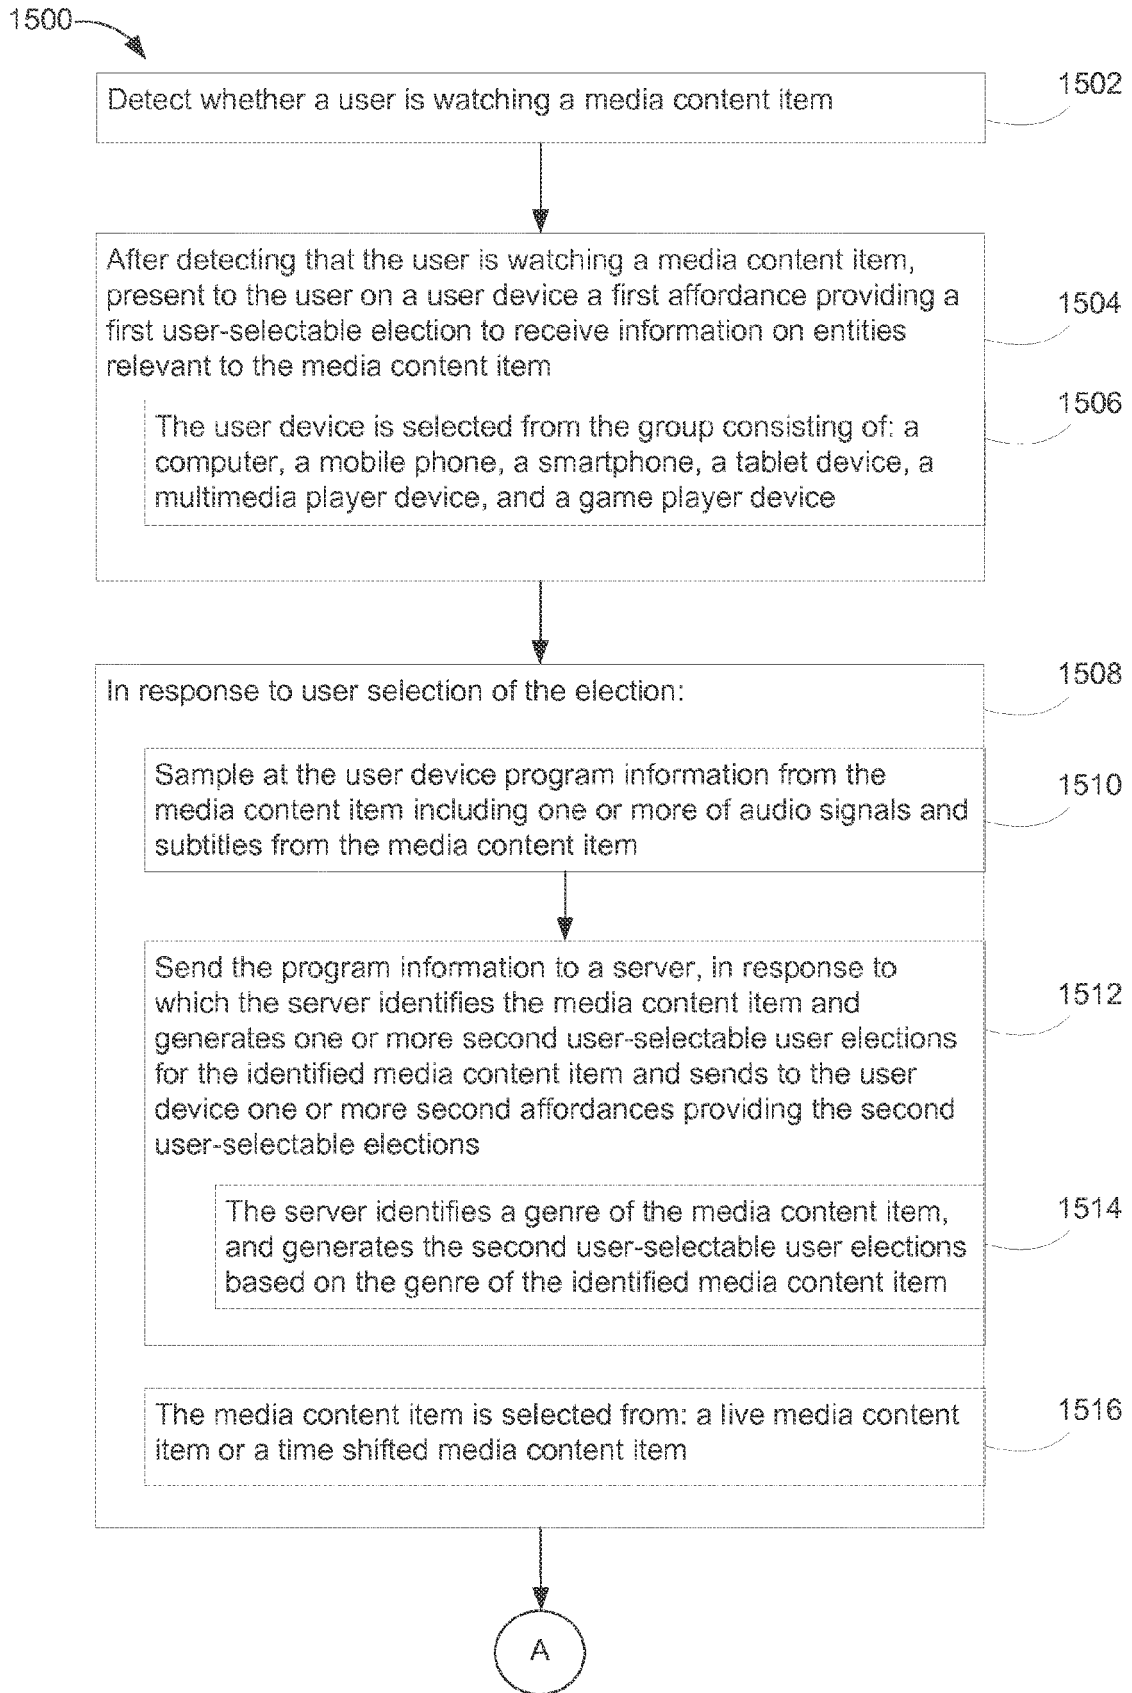 1500
Detect whether a user is watching a media content item
1502
After detecting that the user is watching a media content item,
present to the user on a user device a first affordance providing a
first user-selectable election to receive information on entities
relevant to the media content item
1504
The user device is selected from the group consisting of: a
computer, a mobile phone, a smartphone, a tablet device, a
multimedia player device, and a game player device
1506
In response to user selection of the election:
1508
Sample at the user device program information from the
media content item including one or more of audio signals and
subtitles from the media content item
1510
Send the program information to a server, in response to
which the server identifies the media content item and
generates one or more second user-selectable user elections
for the identified media content item and sends to the user
device one or more second affordances providing the second
user-selectable elections
1512
The server identifies a genre of the media content item,
and generates the second user-selectable user elections
based on the genre of the identified media content item
1514
The media content item is selected from: a live media content
item or a time shifted media content item
1516
A